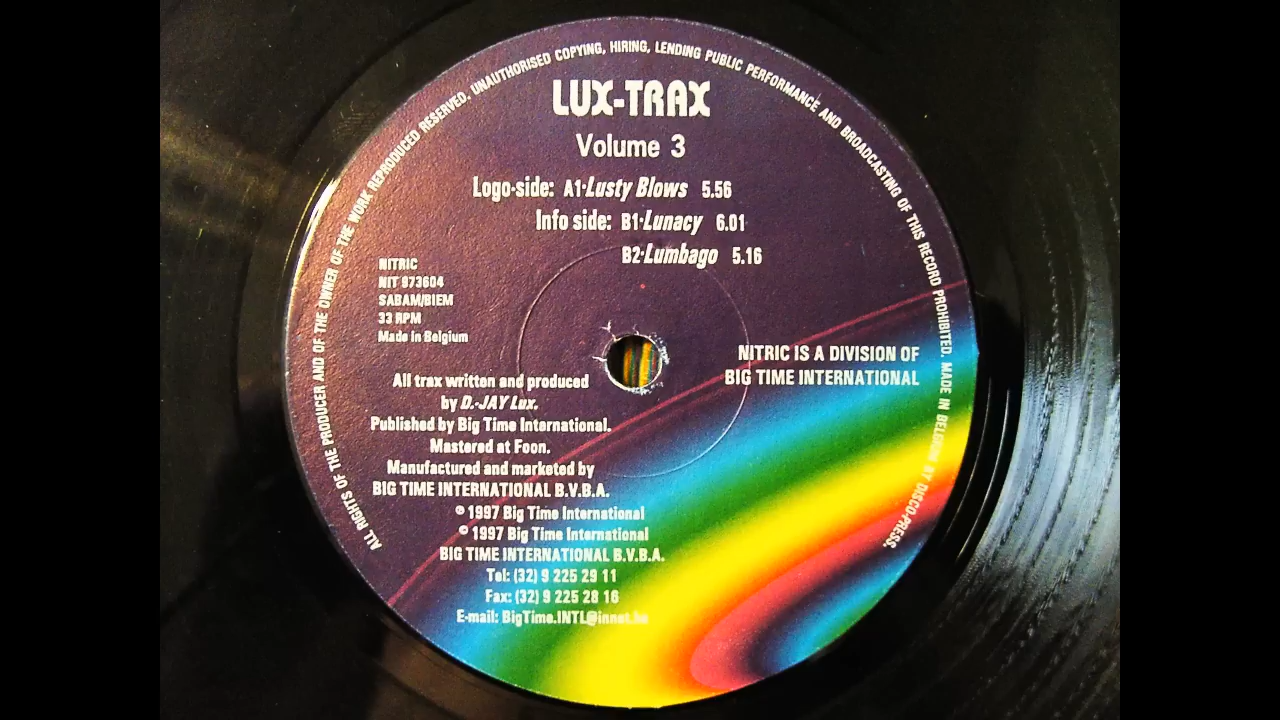 ALL RIGHTS OF THE PRODUCER AND OF THE OWNER OF THE WORK REPRODUCED RESERVED. UNAUTHORISED COPYING, HIRING, LENDING PUBLIC PERFORMANCE AND BROADCASTING OF THIS RECORD PROHIBITED. MADE IN BELGIUM BY DISCO-PRESS.
LUX-TRAX
Volume 3
Logo-side: A1·Lusty Blows 5.56
Info side: B1·Lunacy 6.01
B2·Lumbago 5.16
NITRIC
NIT 973604
SABAM/BIEM
33 RPM
Made in Belgium
NITRIC IS A DIVISION OF
BIG TIME INTERNATIONAL
All trax written and produced
by D.-JAY Lux.
Published by Big Time International.
Mastered at Foon.
Manufactured and marketed by
BIG TIME INTERNATIONAL B.V.B.A.
℗ 1997 Big Time International
© 1997 Big Time International
BIG TIME INTERNATIONAL B.V.B.A.
Tel: (32) 9 225 29 11
Fax: (32) 9 225 28 16
E-mail: BigTime.INTL@innet.be